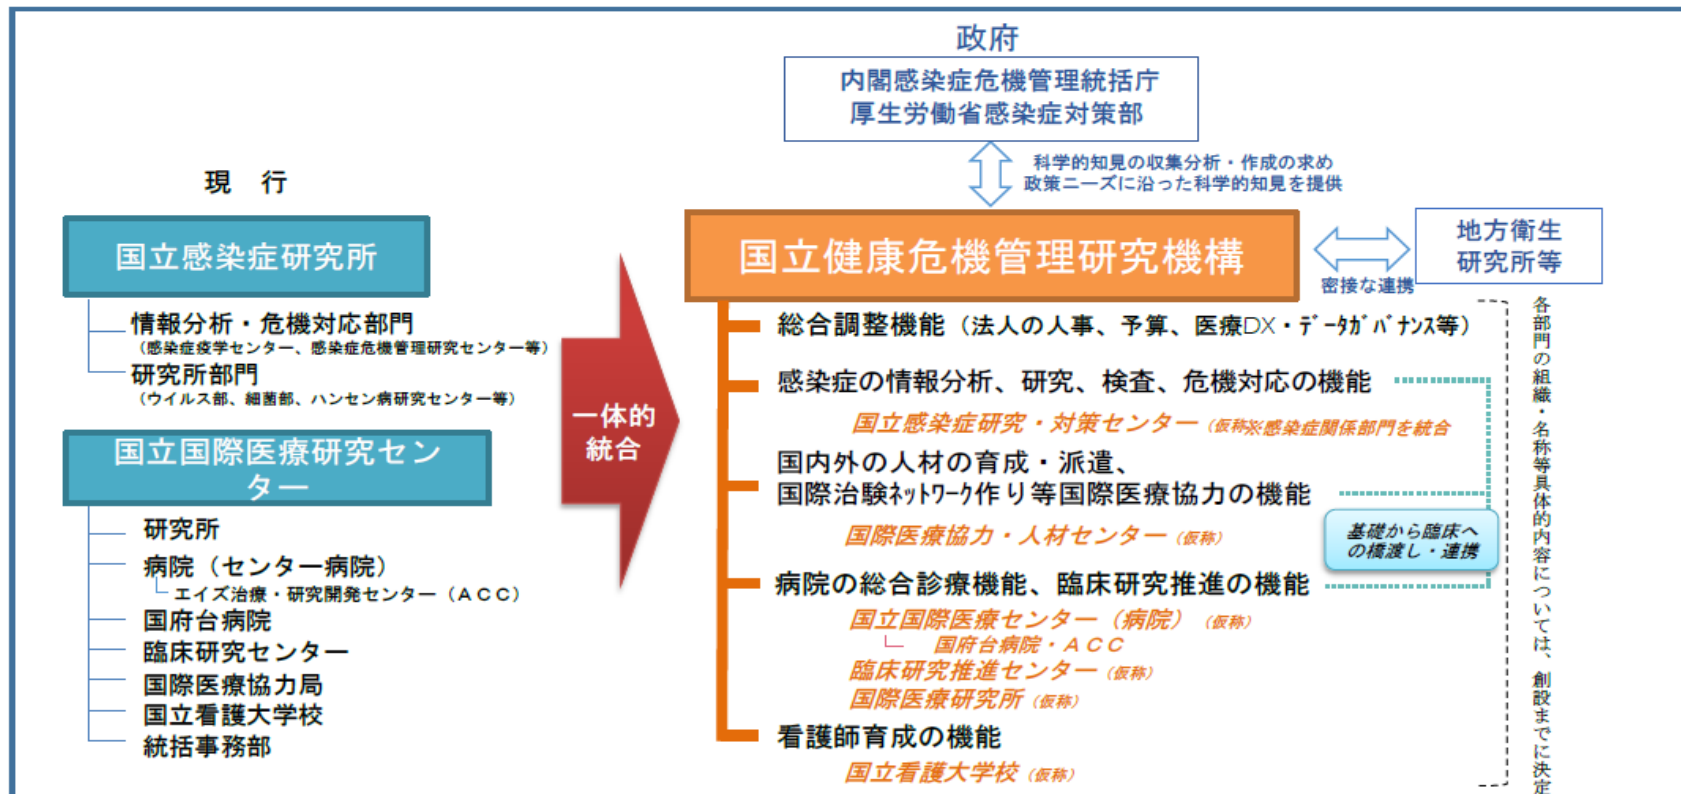 政府
内閣感染症危機管理統括庁
厚生労働省感染症対策部
科学的知見の収集分析・作成の求め
政策ニーズに沿った科学的知見を提供
現　行
国立感染症研究所
情報分析・危機対応部門
（感染症疫学センター、感染症危機管理研究センター等）
研究所部門
（ウイルス部、細菌部、ハンセン病研究センター等）
国立国際医療研究セン
ター
研究所
病院（センター病院）
エイズ治療・研究開発センター（ＡＣＣ）
国府台病院
臨床研究センター
国際医療協力局
国立看護大学校
統括事務部
一体的
統合
国立健康危機管理研究機構
地方衛生
研究所等
密接な連携
総合調整機能（法人の人事、予算、医療DX・ﾃﾞｰﾀｶﾞﾊﾞﾅﾝｽ等）
感染症の情報分析、研究、検査、危機対応の機能
国立感染症研究・対策センター（仮称※感染症関係部門を統合
国内外の人材の育成・派遣、
国際治験ﾈｯﾄﾜｰｸ作り等国際医療協力の機能
国際医療協力・人材センター（仮称）
基礎から臨床へ
の橋渡し・連携
病院の総合診療機能、臨床研究推進の機能
国立国際医療センター（病院）（仮称）
国府台病院・ＡＣＣ
臨床研究推進センター（仮称）
国際医療研究所（仮称）
看護師育成の機能
国立看護大学校（仮称）
各部門の組織・名称等具体的内容については、創設までに決定